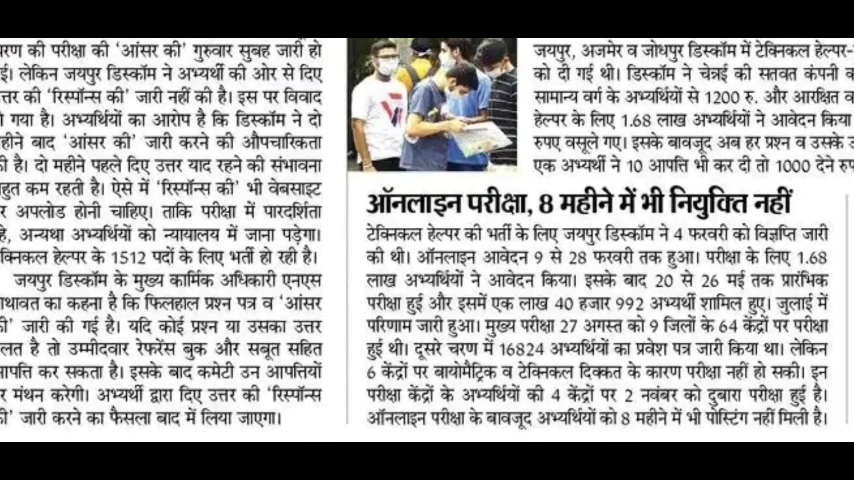 की परीक्षा की 'आंसर की' गुरुवार सुबह जारी हो
लेकिन जयपुर डिस्कॉम ने अभ्यर्थी की ओर से दिए
की 'रिस्पॉन्स की' जारी नहीं की है। इस पर विवाद
गया है। अभ्यर्थियों का आरोप है कि डिस्कॉम ने दो
बाद 'आंसर की' जारी करने की औपचारिकता
है। दो महीने पहले दिए उत्तर याद रहने की संभावना
कम रहती है। ऐसे में 'रिस्पॉन्स की' भी वेबसाइट
अपलोड होनी चाहिए। ताकि परीक्षा में पारदर्शिता
अन्यथा अभ्यर्थियों को न्यायालय में जाना पड़ेगा।
हेल्पर के 1512 पदों के लिए भर्ती हो रही है।
जयपुर डिस्कॉम के मुख्य कार्मिक अधिकारी एनएस
का कहना है कि फिलहाल प्रश्न पत्र व 'आंसर
जारी की गई है। यदि कोई प्रश्न या उसका उत्तर
है तो उम्मीदवार रेफरेंस बुक और सबूत सहित
कर सकता है। इसके बाद कमेटी उन आपत्तियों
मंथन करेगी। अभ्यर्थी द्वारा दिए उत्तर की 'रिस्पॉन्स
जारी करने का फैसला बाद में लिया जाएगा।
जयपुर, अजमेर व जोधपुर डिस्कॉम में टेक्निकल हेल्पर-
को दी गई थी। डिस्कॉम ने चेन्नई की सतवत कंपनी
सामान्य वर्ग के अभ्यर्थियों से 1200 रु. और आरक्षित
हेल्पर के लिए 1.68 लाख अभ्यर्थियों ने आवेदन किया
रुपए वसूले गए। इसके बावजूद अब हर प्रश्न व उसके
एक अभ्यर्थी ने 10 आपत्ति भी कर दी तो 1000 देने
ऑनलाइन परीक्षा, 8 महीने में भी नियुक्ति नहीं
टेक्निकल हेल्पर की भर्ती के लिए जयपुर डिस्कॉम ने 4 फरवरी को विज्ञप्ति जारी
की थी। ऑनलाइन आवेदन 9 से 28 फरवरी तक हुआ। परीक्षा के लिए 1.68
लाख अभ्यर्थियों ने आवेदन किया। इसके बाद 20 से 26 मई तक प्रारंभिक
परीक्षा हुई और इसमें एक लाख 40 हजार 992 अभ्यर्थी शामिल हुए। जुलाई में
परिणाम जारी हुआ। मुख्य परीक्षा 27 अगस्त को 9 जिलों के 64 केंद्रों पर परीक्षा
हुई थी। दूसरे चरण में 16824 अभ्यर्थियों का प्रवेश पत्र जारी किया था। लेकिन
6 केंद्रों पर बायोमैट्रिक व टेक्निकल दिक्कत के कारण परीक्षा नहीं हो सकी। इन
परीक्षा केंद्रों के अभ्यर्थियों की 4 केंद्रों पर 2 नवंबर को दुबारा परीक्षा हुई है।
ऑनलाइन परीक्षा के बावजूद अभ्यर्थियों को 8 महीने में भी पोस्टिंग नहीं मिली है।